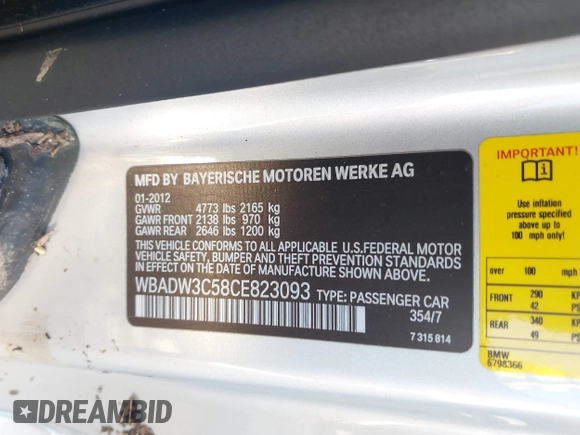 MFD BY BAYERISCHE MOTOREN WERKE AG
01-2012
GVWR 4773 lbs 2165 kg
GAWR FRONT 2138 lbs 970 kg
GAWR REAR 2646 lbs 1200 kg
THIS VEHICLE CONFORMS TO ALL APPLICABLE U.S.FEDERAL MOTOR
VEHICLE SAFETY, BUMPER AND THEFT PREVENTION STANDARDS
IN EFFECT ON THE DATE OF MANUFACTURE SHOWN ABOVE.
WBADW3C58CE823093 TYPE: PASSENGER CAR
354/7
7 315 814
IMPORTANT!
Use inflation
pressure specified
above up to
100 mph only!
over 100 mph
FRONT 290
42
REAR 340
49
BMW
6798366
DREAMBID